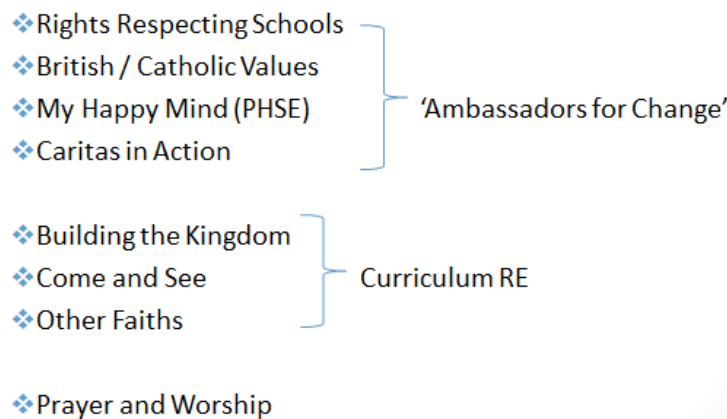 ❖Rights Respecting Schools
❖British / Catholic Values
❖My Happy Mind (PHSE)
‘Ambassadors for Change’
❖Caritas in Action
❖Building the Kingdom
❖Come and See
Curriculum RE
❖Other Faiths
❖Prayer and Worship